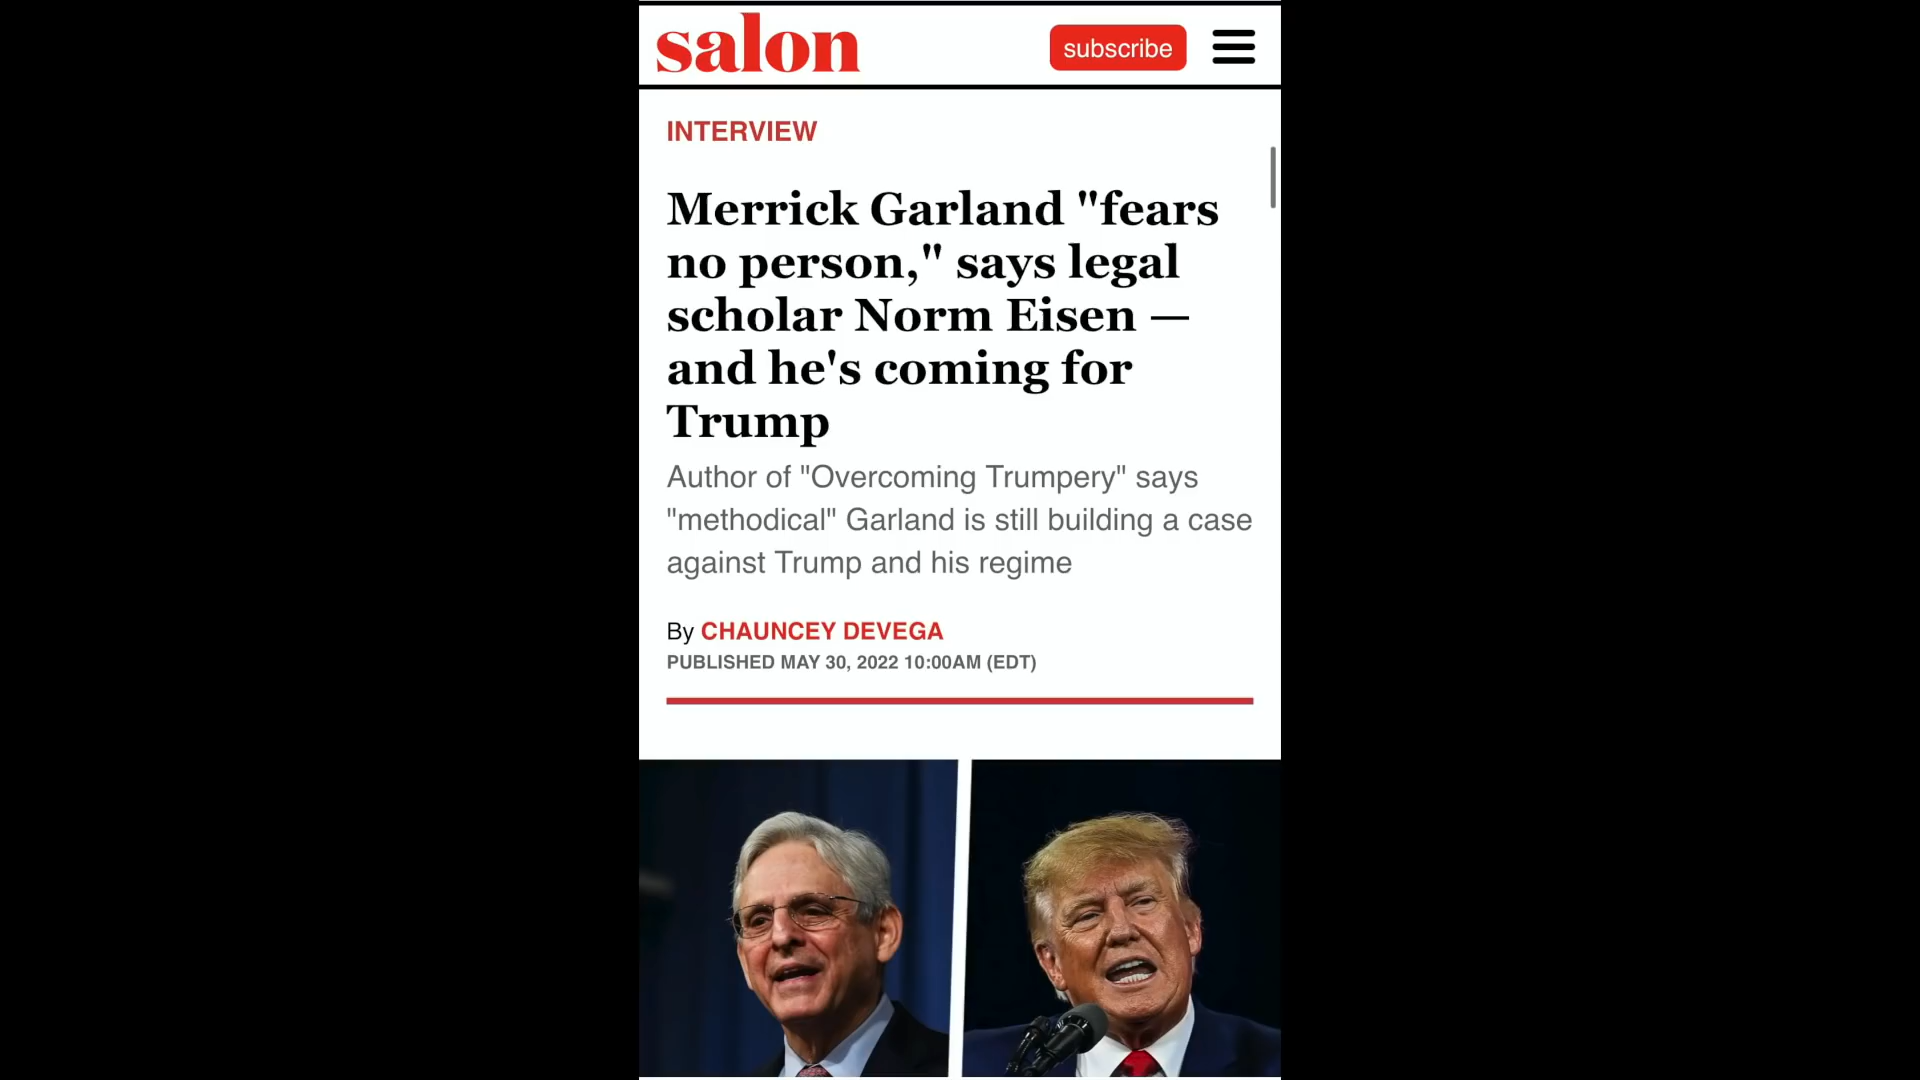 salon
subscribe
INTERVIEW
Merrick Garland "fears
no person," says legal
scholar Norm Eisen —
and he's coming for
Trump
Author of "Overcoming Trumpery" says
"methodical" Garland is still building a case
against Trump and his regime
By CHAUNCEY DEVEGA
PUBLISHED MAY 30, 2022 10:00AM (EDT)